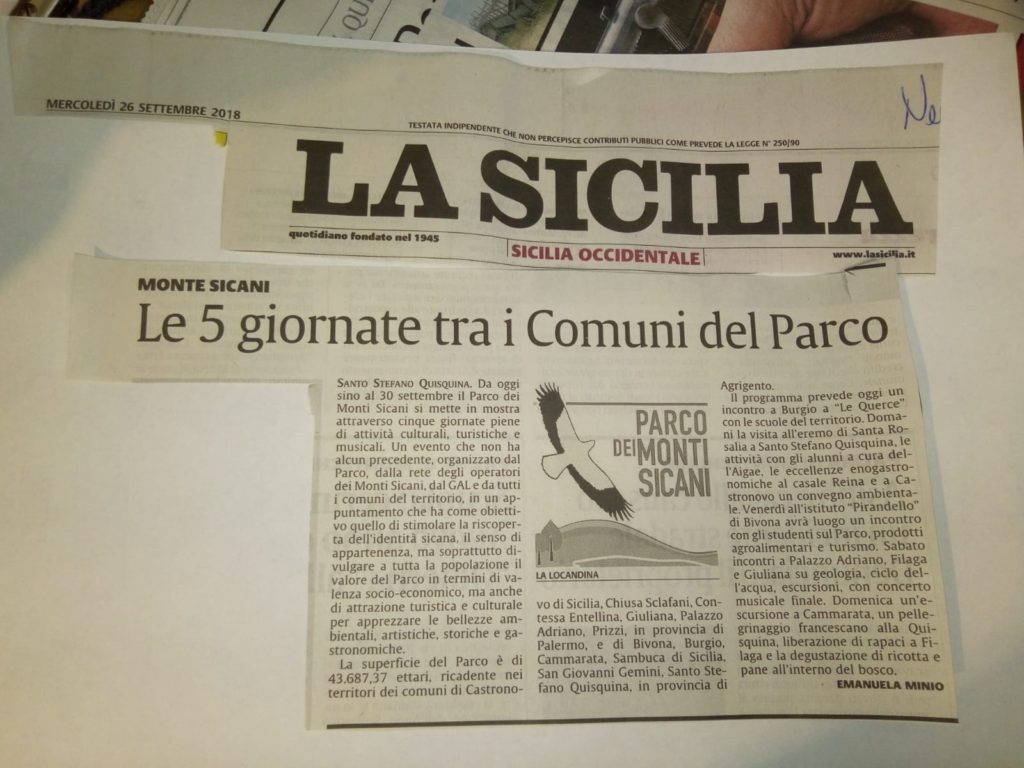 QUI
MERCOLEDÌ 26 SETTEMBRE 2018
Ne
TESTATA INDIPENDENTE CHE NON PERCEPISCE CONTRIBUTI PUBBLICI COME PREVEDE LA LEGGE N° 250/90
LA SICILIA
quotidiano fondato nel 1945
SICILIA OCCIDENTALE
www.lasicilia.it
MONTE SICANI
Le 5 giornate tra i Comuni del Parco
SANTO STEFANO QUISQUINA. Da oggi
sino al 30 settembre il Parco dei
Monti Sicani si mette in mostra
attraverso cinque giornate piene
di attività culturali, turistiche e
musicali. Un evento che non ha
alcun precedente, organizzato dal
Parco, dalla rete degli operatori
dei Monti Sicani, dal GAL e da tutti
i comuni del territorio, in un ap-
puntamento che ha come obietti-
vo quello di stimolare la riscoper-
ta dell'identità sicana, il senso di
appartenenza, ma soprattutto di-
vulgare a tutta la popolazione il
valore del Parco in termini di va-
lenza socio-economico, ma anche
di attrazione turistica e culturale
per apprezzare le bellezze am-
bientali, artistiche, storiche e ga-
stronomiche.
La superficie del Parco è di
43.687,37 ettari, ricadente nei
territori dei comuni di Castrono-
PARCO
DEI MONTI
SICANI
LA LOCANDINA
vo di Sicilia, Chiusa Sclafani, Con-
tessa Entellina, Giuliana, Palazzo
Adriano, Prizzi, in provincia di
Palermo, e di Bivona, Burgio,
Cammarata, Sambuca di Sicilia,
San Giovanni Gemini, Santo Ste-
fano Quisquina, in provincia di
Agrigento.
Il programma prevede oggi un
incontro a Burgio a "Le Querce"
con le scuole del territorio. Doma-
ni la visita all'eremo di Santa Ro-
salia a Santo Stefano Quisquina, le
attività con gli alunni a cura del-
l'Aigae, le eccellenze enogastro-
nomiche al casale Reina e a Ca-
stronovo un convegno ambienta-
le. Venerdì all'istituto "Pirandello"
di Bivona avrà luogo un incontro
con gli studenti sul Parco, prodotti
agroalimentari e turismo. Sabato
incontri a Palazzo Adriano, Filaga
e Giuliana su geologia, ciclo del-
l'acqua, escursioni, con concerto
musicale finale. Domenica un'e-
scursione a Cammarata, un pelle-
grinaggio francescano alla Qui-
squina, liberazione di rapaci a Fi-
laga e la degustazione di ricotta e
pane all'interno del bosco.
EMANUELA MINIO